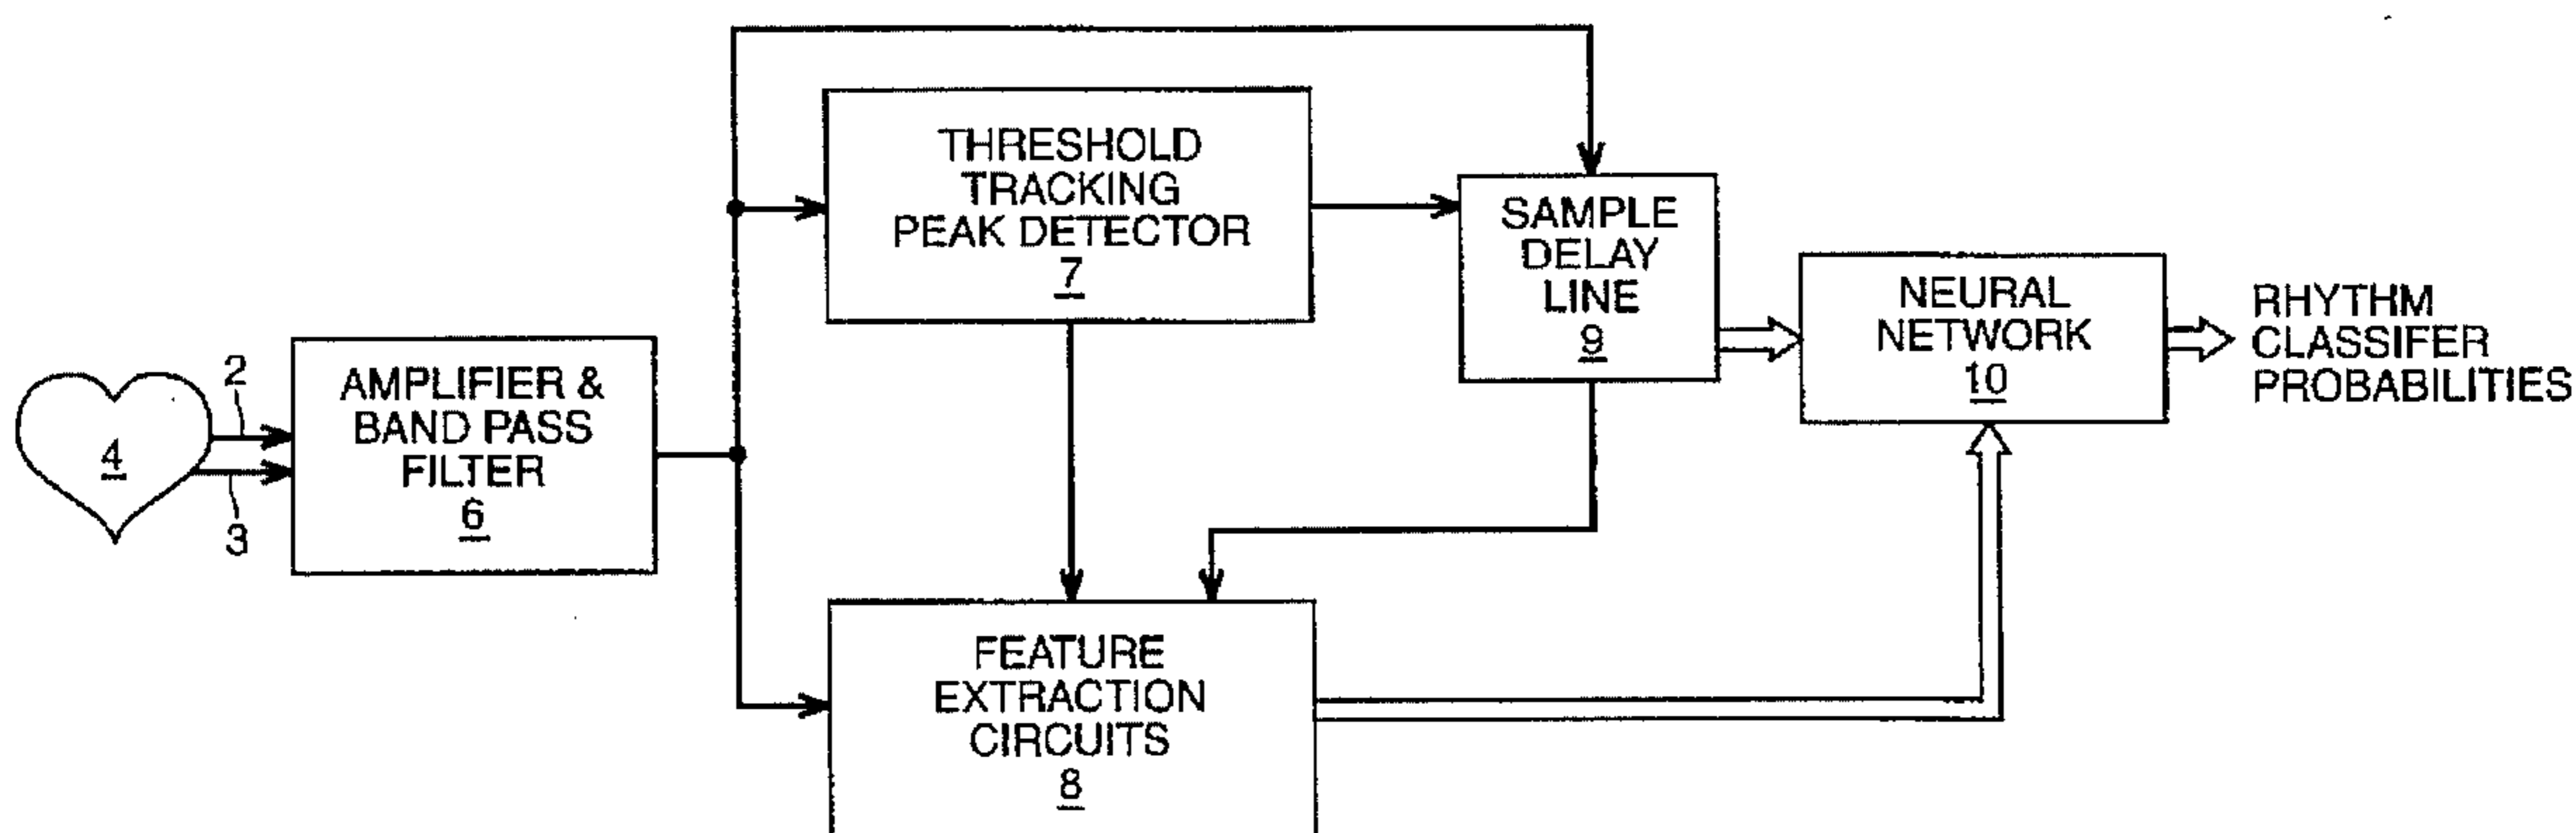 4
2
3
AMPLIFIER &
BAND PASS
FILTER
6
THRESHOLD
TRACKING
PEAK DETECTOR
7
SAMPLE
DELAY
LINE
9
NEURAL
NETWORK
10
RHYTHM
CLASSIFER
PROBABILITIES
FEATURE
EXTRACTION
CIRCUITS
8